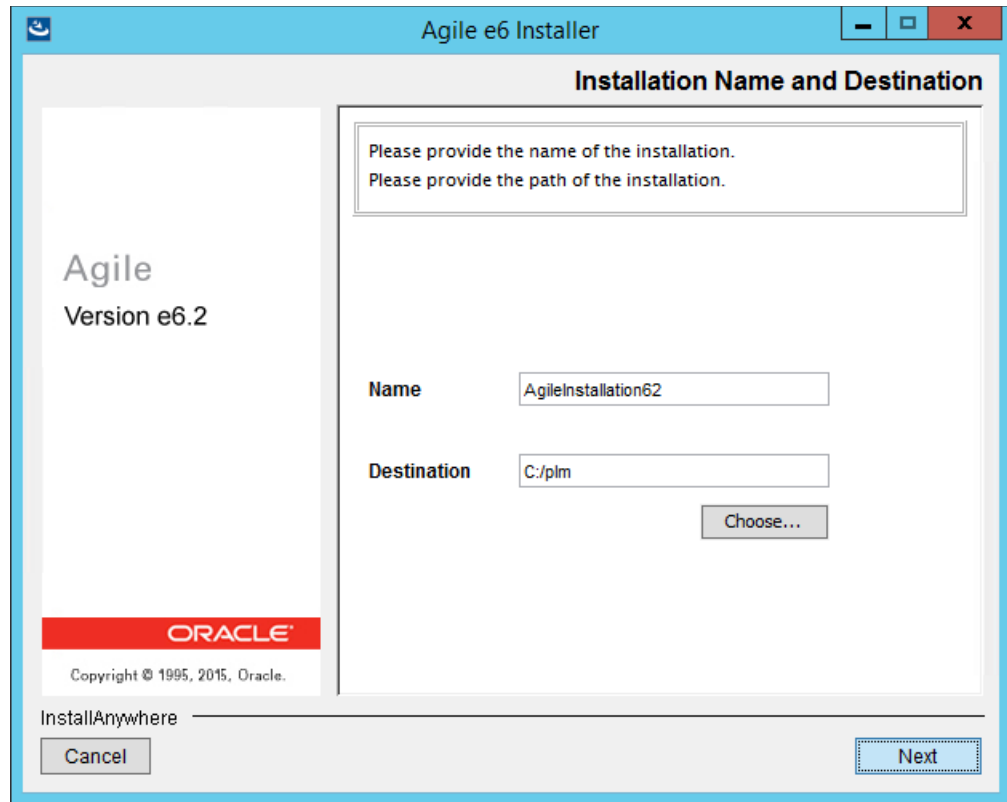 Agile e6 Installer
Installation Name and Destination
Please provide the name of the installation.
Please provide the path of the installation.
Agile
Version e6.2
Name
AgileInstallation62
Destination
C:/plm
Choose...
ORACLE
Copyright © 1995, 2015, Oracle.
InstallAnywhere
Cancel
Next